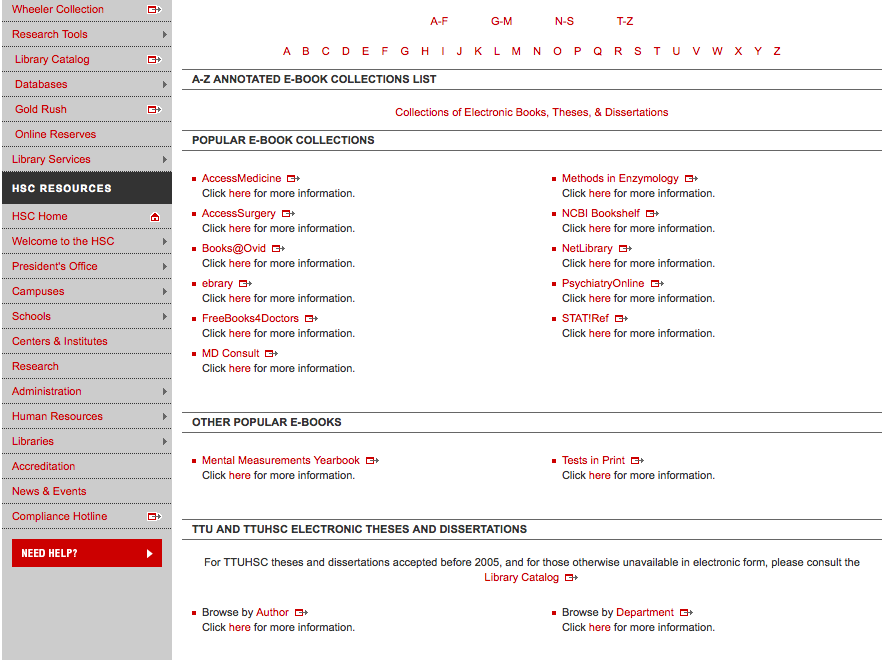 Wheeler Collection
Research Tools
Library Catalog
Databases
Gold Rush
Online Reserves
Library Services
HSC RESOURCES
HSC Home
Welcome to the HSC
President's Office
Campuses
Schools
Centers & Institutes
Research
Administration
Human Resources
Libraries
Accreditation
News & Events
Compliance Hotline
NEED HELP?
A-F G-M N-S T-Z
A B C D E F G H I J K L M N O P Q R S T U V W X Y Z
A-Z ANNOTATED E-BOOK COLLECTIONS LIST
Collections of Electronic Books, Theses, & Dissertations
POPULAR E-BOOK COLLECTIONS
AccessMedicine
Click here for more information.
AccessSurgery
Click here for more information.
Books@Ovid
Click here for more information.
ebrary
Click here for more information.
FreeBooks4Doctors
Click here for more information.
MD Consult
Click here for more information.
Methods in Enzymology
Click here for more information.
NCBI Bookshelf
Click here for more information.
NetLibrary
Click here for more information.
PsychiatryOnline
Click here for more information.
STAT!Ref
Click here for more information.
OTHER POPULAR E-BOOKS
Mental Measurements Yearbook
Click here for more information.
Tests in Print
Click here for more information.
TTU AND TTUHSC ELECTRONIC THESES AND DISSERTATIONS
For TTUHSC theses and dissertations accepted before 2005, and for those otherwise unavailable in electronic form, please consult the
Library Catalog
Browse by Author
Click here for more information.
Browse by Department
Click here for more information.